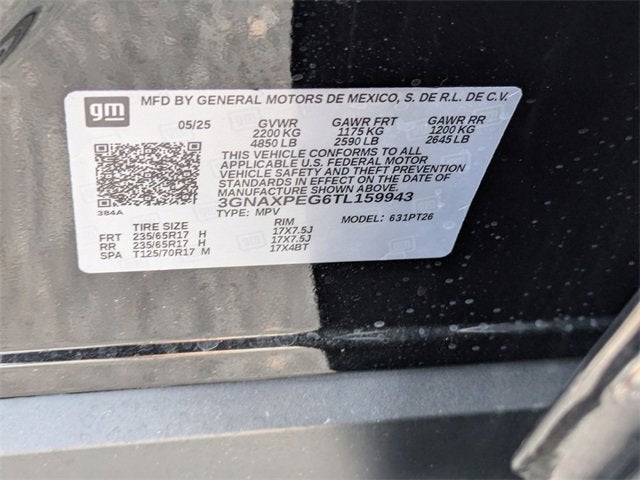 gm MFD BY GENERAL MOTORS DE MEXICO, S. DE R.L. DE C.V.
05/25 GVWR GAWR FRT GAWR RR
2200 KG 1175 KG 1200 KG
4850 LB 2590 LB 2645 LB
THIS VEHICLE CONFORMS TO ALL
APPLICABLE U.S. FEDERAL MOTOR
VEHICLE SAFETY AND THEFT PREVENTION
STANDARDS IN EFFECT ON THE DATE OF
MANUFACTURE SHOWN ABOVE.
3GNAXPEG6TL159943
384A TYPE: MPV MODEL: 631PT26
TIRE SIZE RIM
FRT 235/65R17 H 17X7.5J
RR 235/65R17 H 17X7.5J
SPA T125/70R17 M 17X4BT